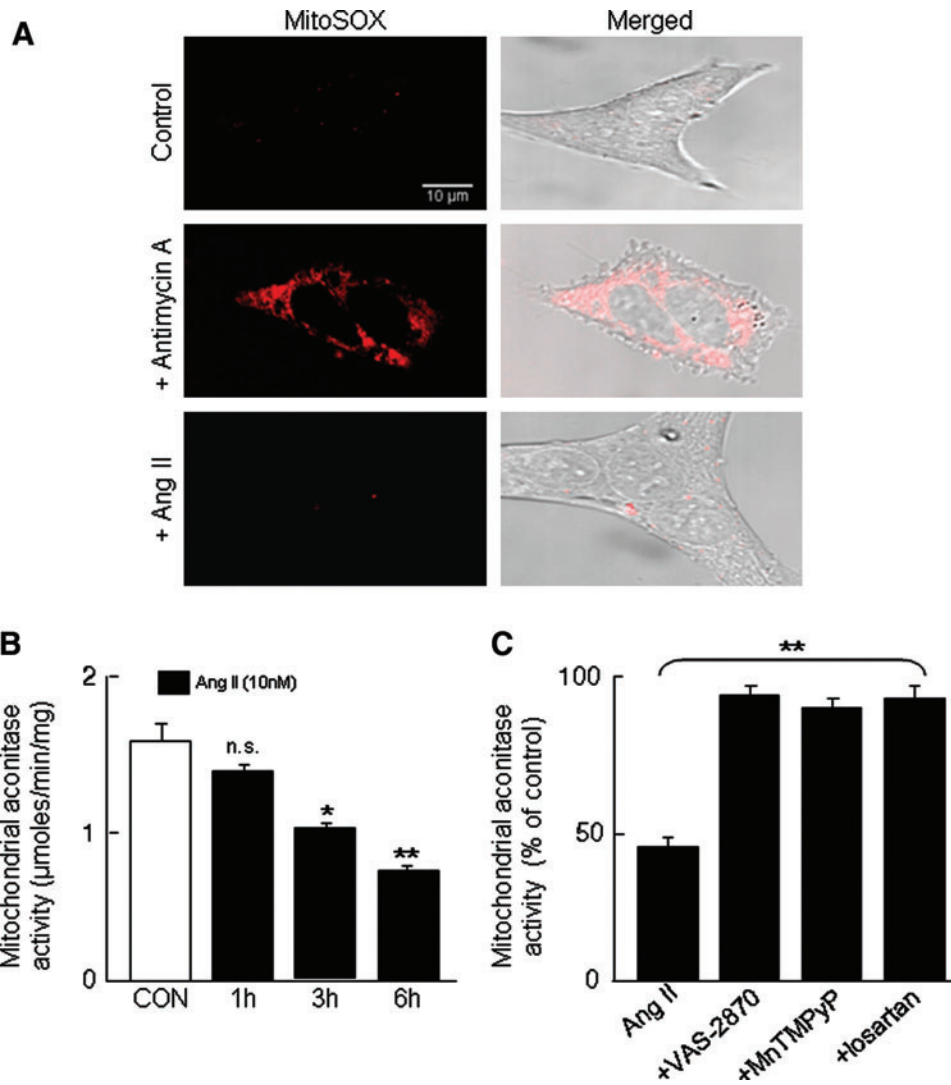 A
MitoSOX
Merged
Control
10 µm
+ Antimycin A
+ Ang II
B
Mitochondrial aconitase
activity (µmoles/min/mg)
2
1
0
Ang II (10nM)
n.s.
*
**
CON 1h 3h 6h
C
Mitochondrial aconitase
activity (% of control)
100
50
0
**
Ang II
+VAS-2870
+MnTMPyP
+losartan